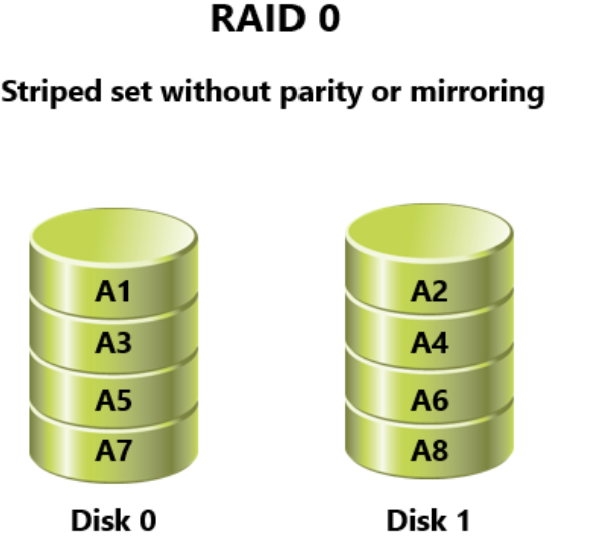 RAID 0
Striped set without parity or mirroring
A1
A3
A5
A7
Disk 0
A2
A4
A6
A8
Disk 1